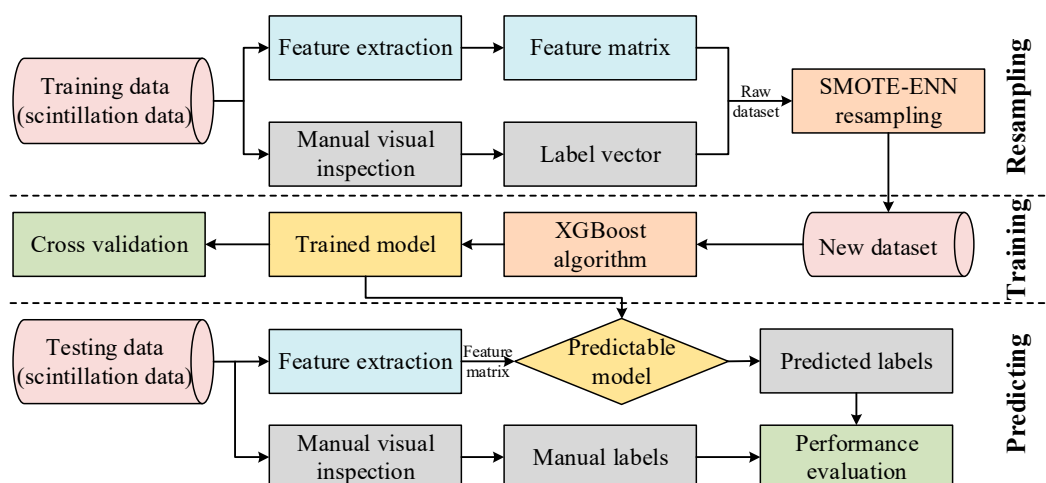 Feature extraction
Feature matrix
Training data
(scintillation data)
Raw
dataset
SMOTE-ENN
resampling
Manual visual
inspection
Label vector
Resampling
Cross validation
Trained model
XGBoost
algorithm
New dataset
Training
Testing data
(scintillation data)
Feature extraction
Feature
matrix
Predictable
model
Predicted labels
Manual visual
inspection
Manual labels
Performance
evaluation
Predicting